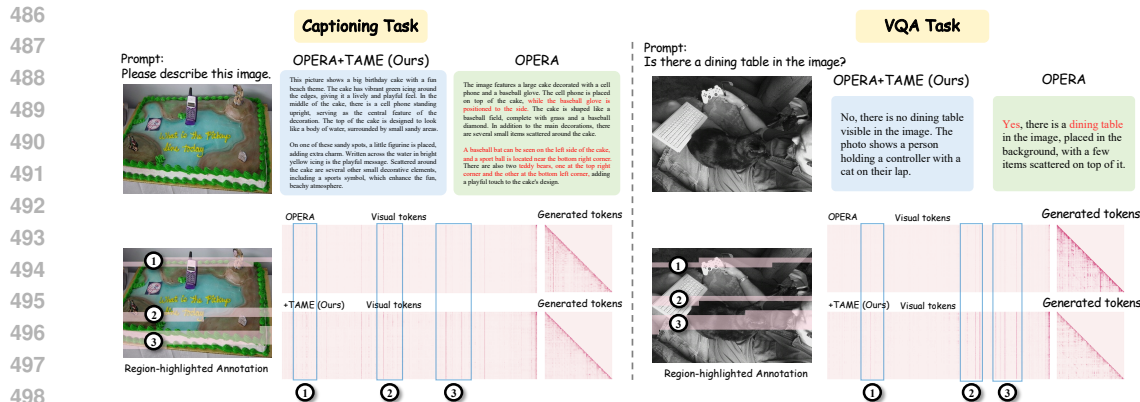 486
487
488
489
490
491
492
493
494
495
496
497
498
Captioning Task
Prompt:
Please describe this image.
OPERA+TAME (Ours)
This picture shows a big birthday cake with a fun
beach theme. The cake has vibrant green icing around
the edges, giving it a lively and playful feel. In the
middle of the cake, there is a cell phone standing
upright, serving as the central feature of the
decoration. The top of the cake is designed to look
like a body of water, surrounded by small sandy areas.
On one of these sandy spots, a little figurine is placed,
adding extra charm. Written across the water in bright
yellow icing is the playful message. Scattered around
the cake are several other small decorative elements,
including a sports symbol, which enhance the fun,
beachy atmosphere.
OPERA
The image features a large cake decorated with a cell
phone and a baseball glove. The cell phone is placed
on top of the cake, while the baseball glove is
positioned to the side. The cake is shaped like a
baseball field, complete with grass and a baseball
diamond. In addition to the main decorations, there
are several small items scattered around the cake.
A baseball bat can be seen on the left side of the cake,
and a sport ball is located near the bottom right corner.
There are also two teddy bears, one at the top right
corner and the other at the bottom left corner, adding
a playful touch to the cake's design.
OPERA
Visual tokens
Generated tokens
+TAME (Ours)
Visual tokens
Generated tokens
1
2
3
Region-highlighted Annotation
1
2
3
VQA Task
Prompt:
Is there a dining table in the image?
OPERA+TAME (Ours)
No, there is no dining table
visible in the image. The
photo shows a person
holding a controller with a
cat on their lap.
OPERA
Yes, there is a dining table
in the image, placed in the
background, with a few
items scattered on top of it.
OPERA
Visual tokens
Generated tokens
+TAME (Ours)
Visual tokens
Generated tokens
1
2
3
Region-highlighted Annotation
1
2
3